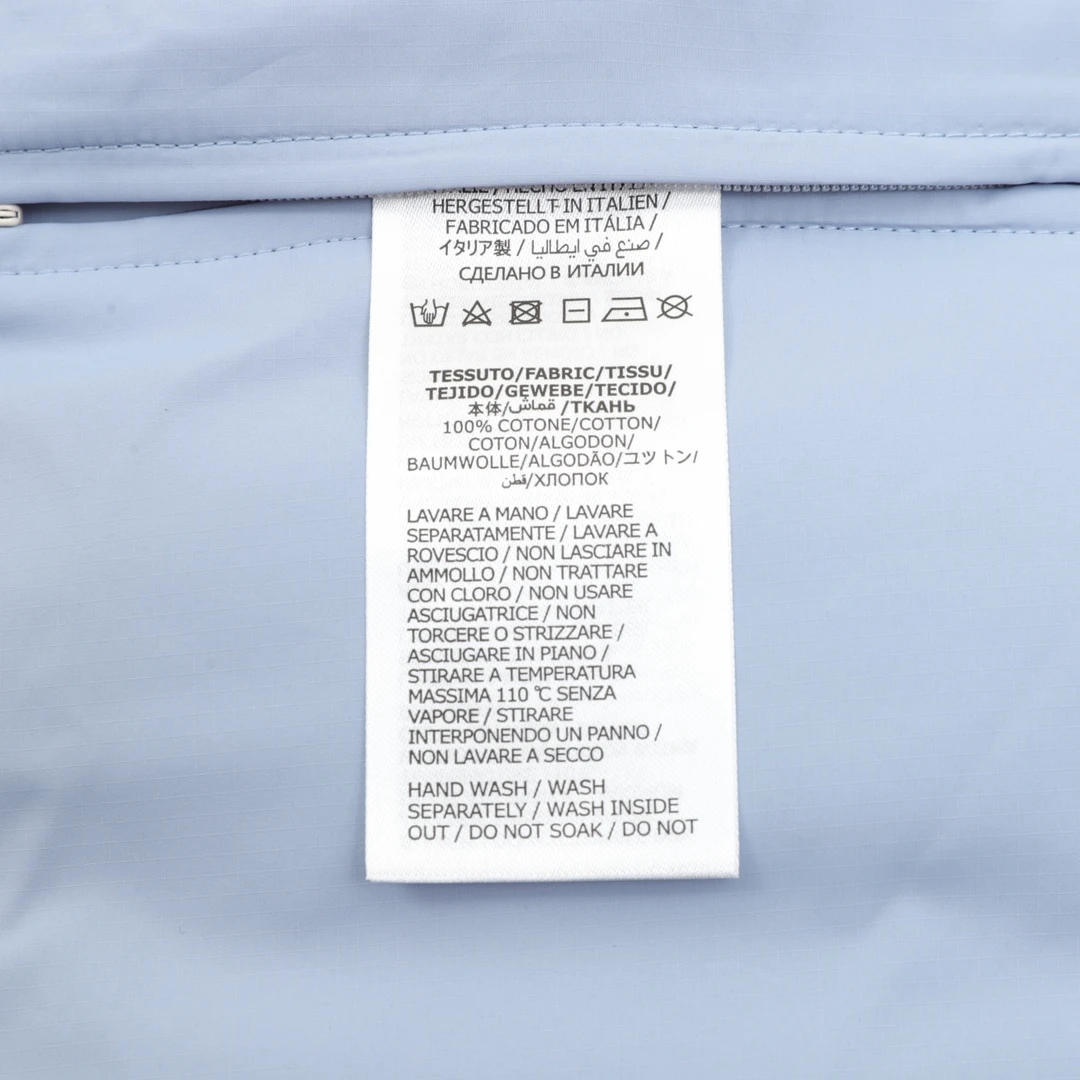 HERGESTELLT IN ITALIEN /
FABRICADO EM ITÁLIA /
イタリア製 / صنع في ايطاليا /
СДЕЛАНО В ИТАЛИИ
TESSUTO/FABRIC/TISSU/
TEJIDO/GEWEBE/TECIDO/
本体/قماش/ТКАНЬ
100% COTONE/COTTON/
COTON/ALGODON/
BAUMWOLLE/ALGODÃO/ユツトン/
قطن/ХЛОПОК
LAVARE A MANO / LAVARE
SEPARATAMENTE / LAVARE A
ROVESCIO / NON LASCIARE IN
AMMOLLO / NON TRATTARE
CON CLORO / NON USARE
ASCIUGATRICE / NON
TORCERE O STRIZZARE /
ASCIUGARE IN PIANO /
STIRARE A TEMPERATURA
MASSIMA 110 ℃ SENZA
VAPORE / STIRARE
INTERPONENDO UN PANNO /
NON LAVARE A SECCO
HAND WASH / WASH
SEPARATELY / WASH INSIDE
OUT / DO NOT SOAK / DO NOT